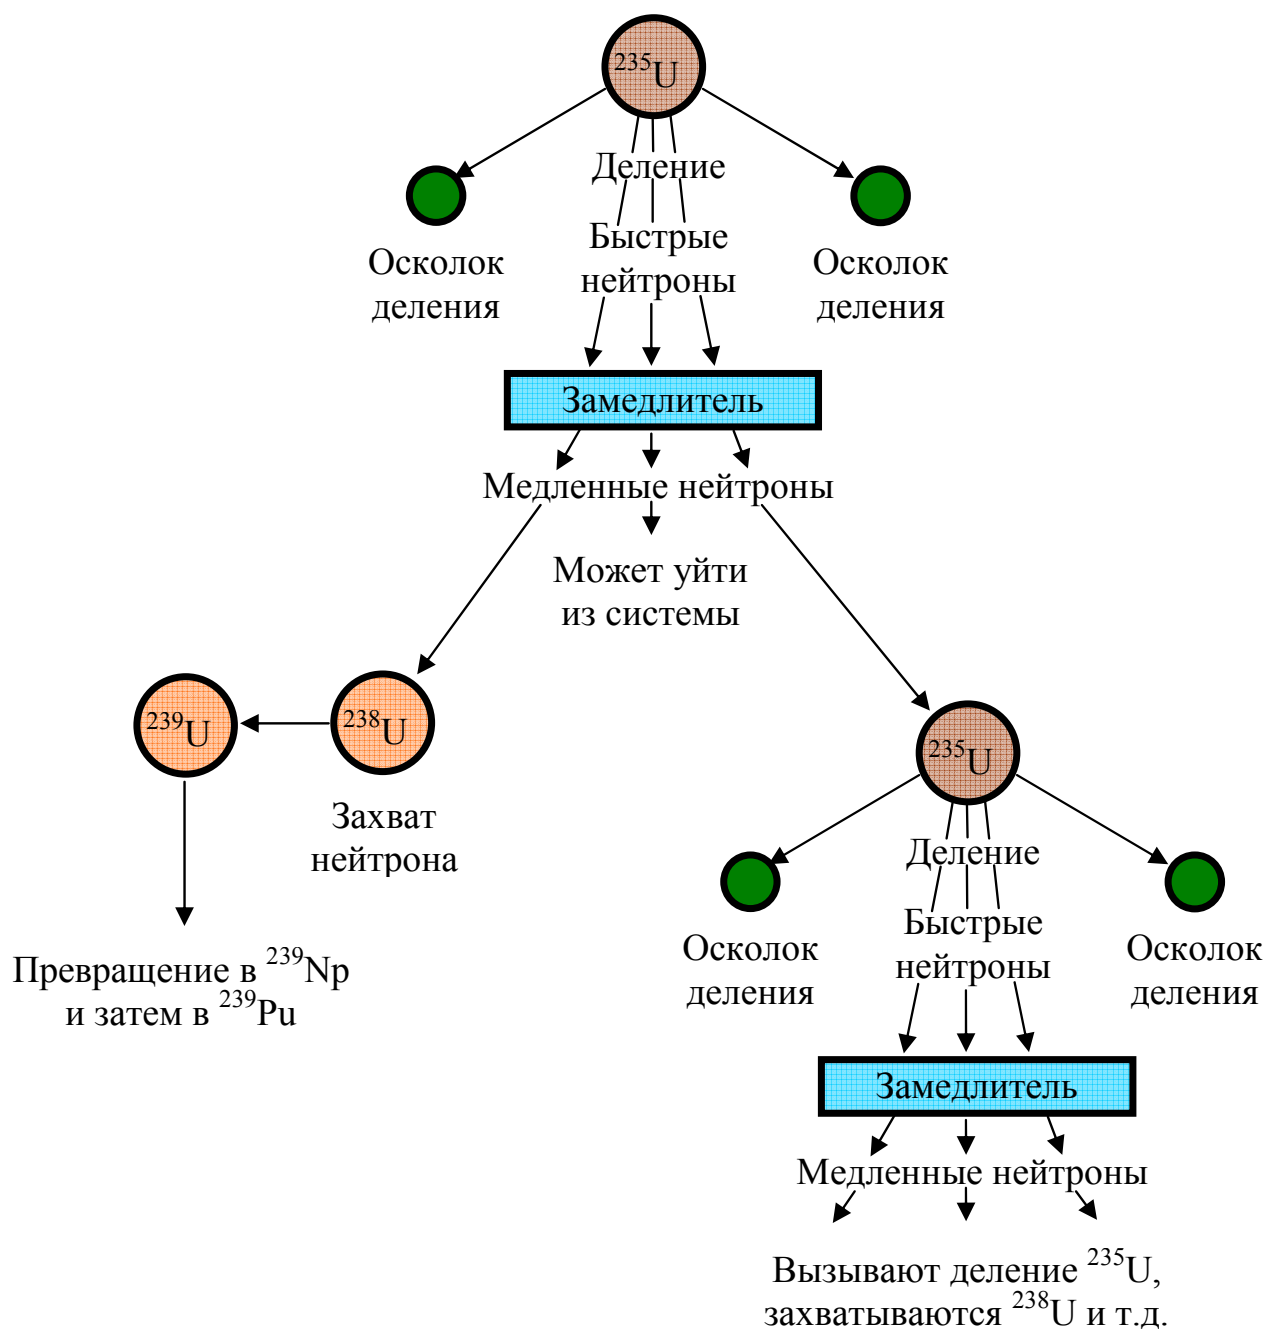 ²³⁵U
Деление
Быстрые
нейтроны
Осколок
деления
Осколок
деления
Замедлитель
Медленные нейтроны
Может уйти
из системы
²³⁹U
²³⁸U
Захват
нейтрона
Превращение в ²³⁹Np
и затем в ²³⁹Pu
²³⁵U
Деление
Быстрые
нейтроны
Осколок
деления
Осколок
деления
Замедлитель
Медленные нейтроны
Вызывают деление ²³⁵U,
захватываются ²³⁸U и т.д.